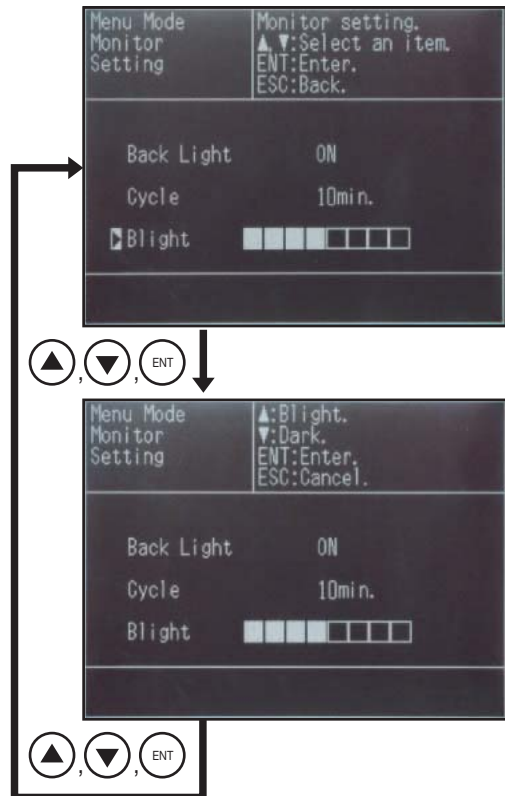 Menu Mode
Monitor
Setting
Monitor setting.
▲,▼:Select an item.
ENT:Enter.
ESC:Back.
Back Light ON
Cycle 10min.
Blight
ENT
Menu Mode
Monitor
Setting
▲:Blight.
▼:Dark.
ENT:Enter.
ESC:Cancel.
Back Light ON
Cycle 10min.
Blight
ENT